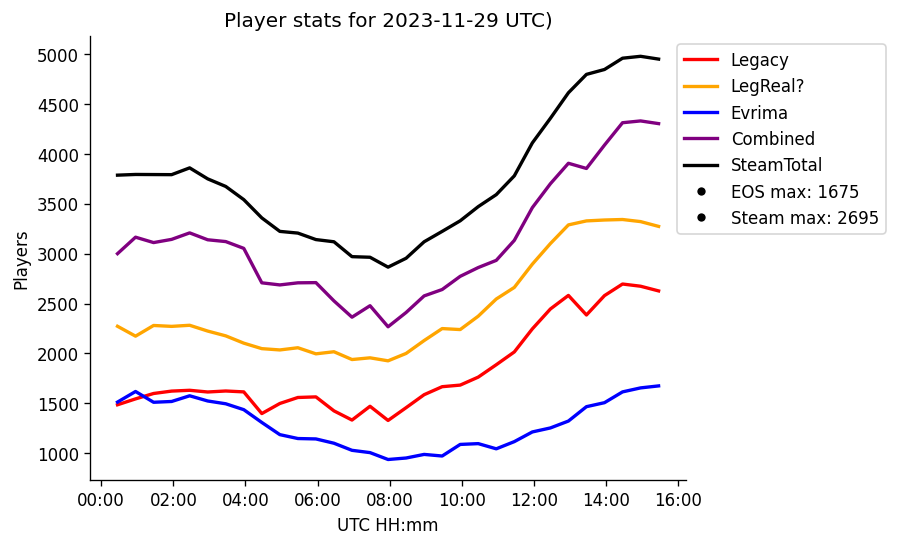 Player stats for 2023-11-29 UTC)
5000
4500
4000
3500
3000
2500
2000
1500
1000
Players
00:00 02:00 04:00 06:00 08:00 10:00 12:00 14:00 16:00
UTC HH:mm
Legacy
LegReal?
Evrima
Combined
SteamTotal
EOS max: 1675
Steam max: 2695